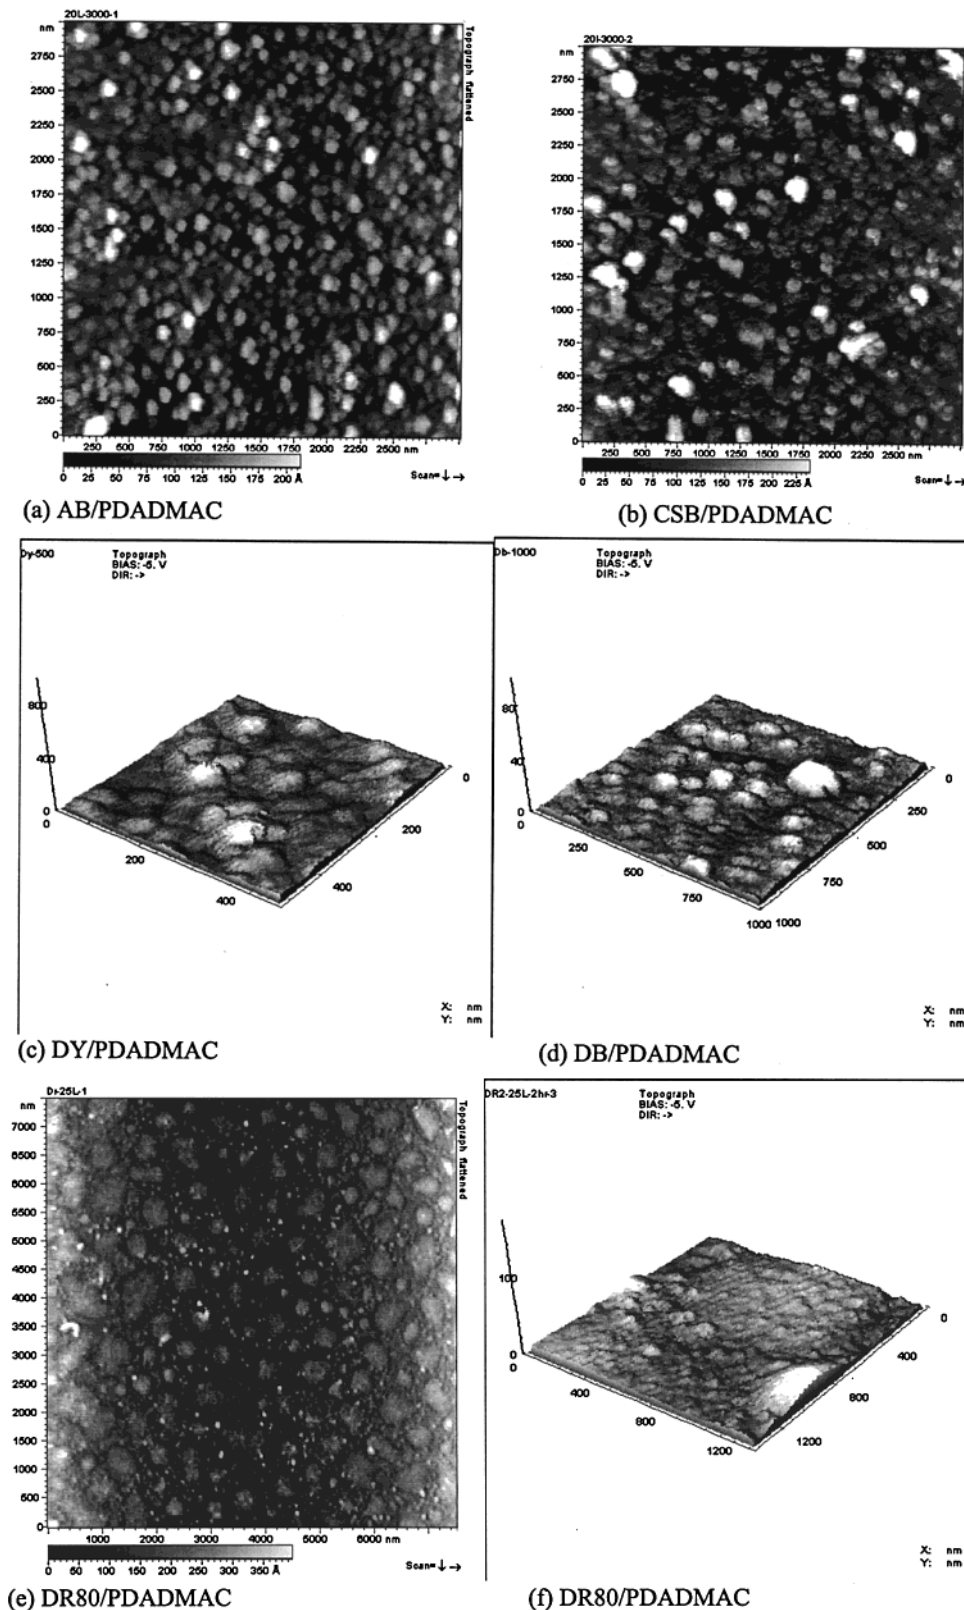 20L-3000-1
nm
2750
2500
2250
2000
1750
1500
1250
1000
750
500
250
0
250 500 750 1000 1250 1500 1750 2000 2250 2500 nm
Topograph flattened
0 25 50 75 100 125 150 175 200 Å
Scan=↓→
(a) AB/PDADMAC
20l-3000-2
nm
2750
2500
2250
2000
1750
1500
1250
1000
750
500
250
0
250 500 750 1000 1250 1500 1750 2000 2250 2500 nm
0 25 50 75 100 125 150 175 200 225 Å
Scan=↓→
(b) CSB/PDADMAC
Dy-500
Topograph
BIAS: -5. V
DIR: ->
800
400
0
0
200
400
0
200
400
X: nm
Y: nm
(c) DY/PDADMAC
Db-1000
Topograph
BIAS: -5. V
DIR: ->
80
40
0
0
250
500
750
1000
0
250
500
750
1000
X: nm
Y: nm
(d) DB/PDADMAC
Dr25L-1
nm
7000
6500
6000
5500
5000
4500
4000
3500
3000
2500
2000
1500
1000
500
0
1000 2000 3000 4000 5000 6000 nm
Topograph flattened
0 50 100 150 200 250 300 350 Å
Scan=↓→
(e) DR80/PDADMAC
DR2-25L-2hr3
Topograph
BIAS: -5. V
DIR: ->
100
0
0
400
800
1200
0
400
800
1200
X: nm
Y: nm
(f) DR80/PDADMAC